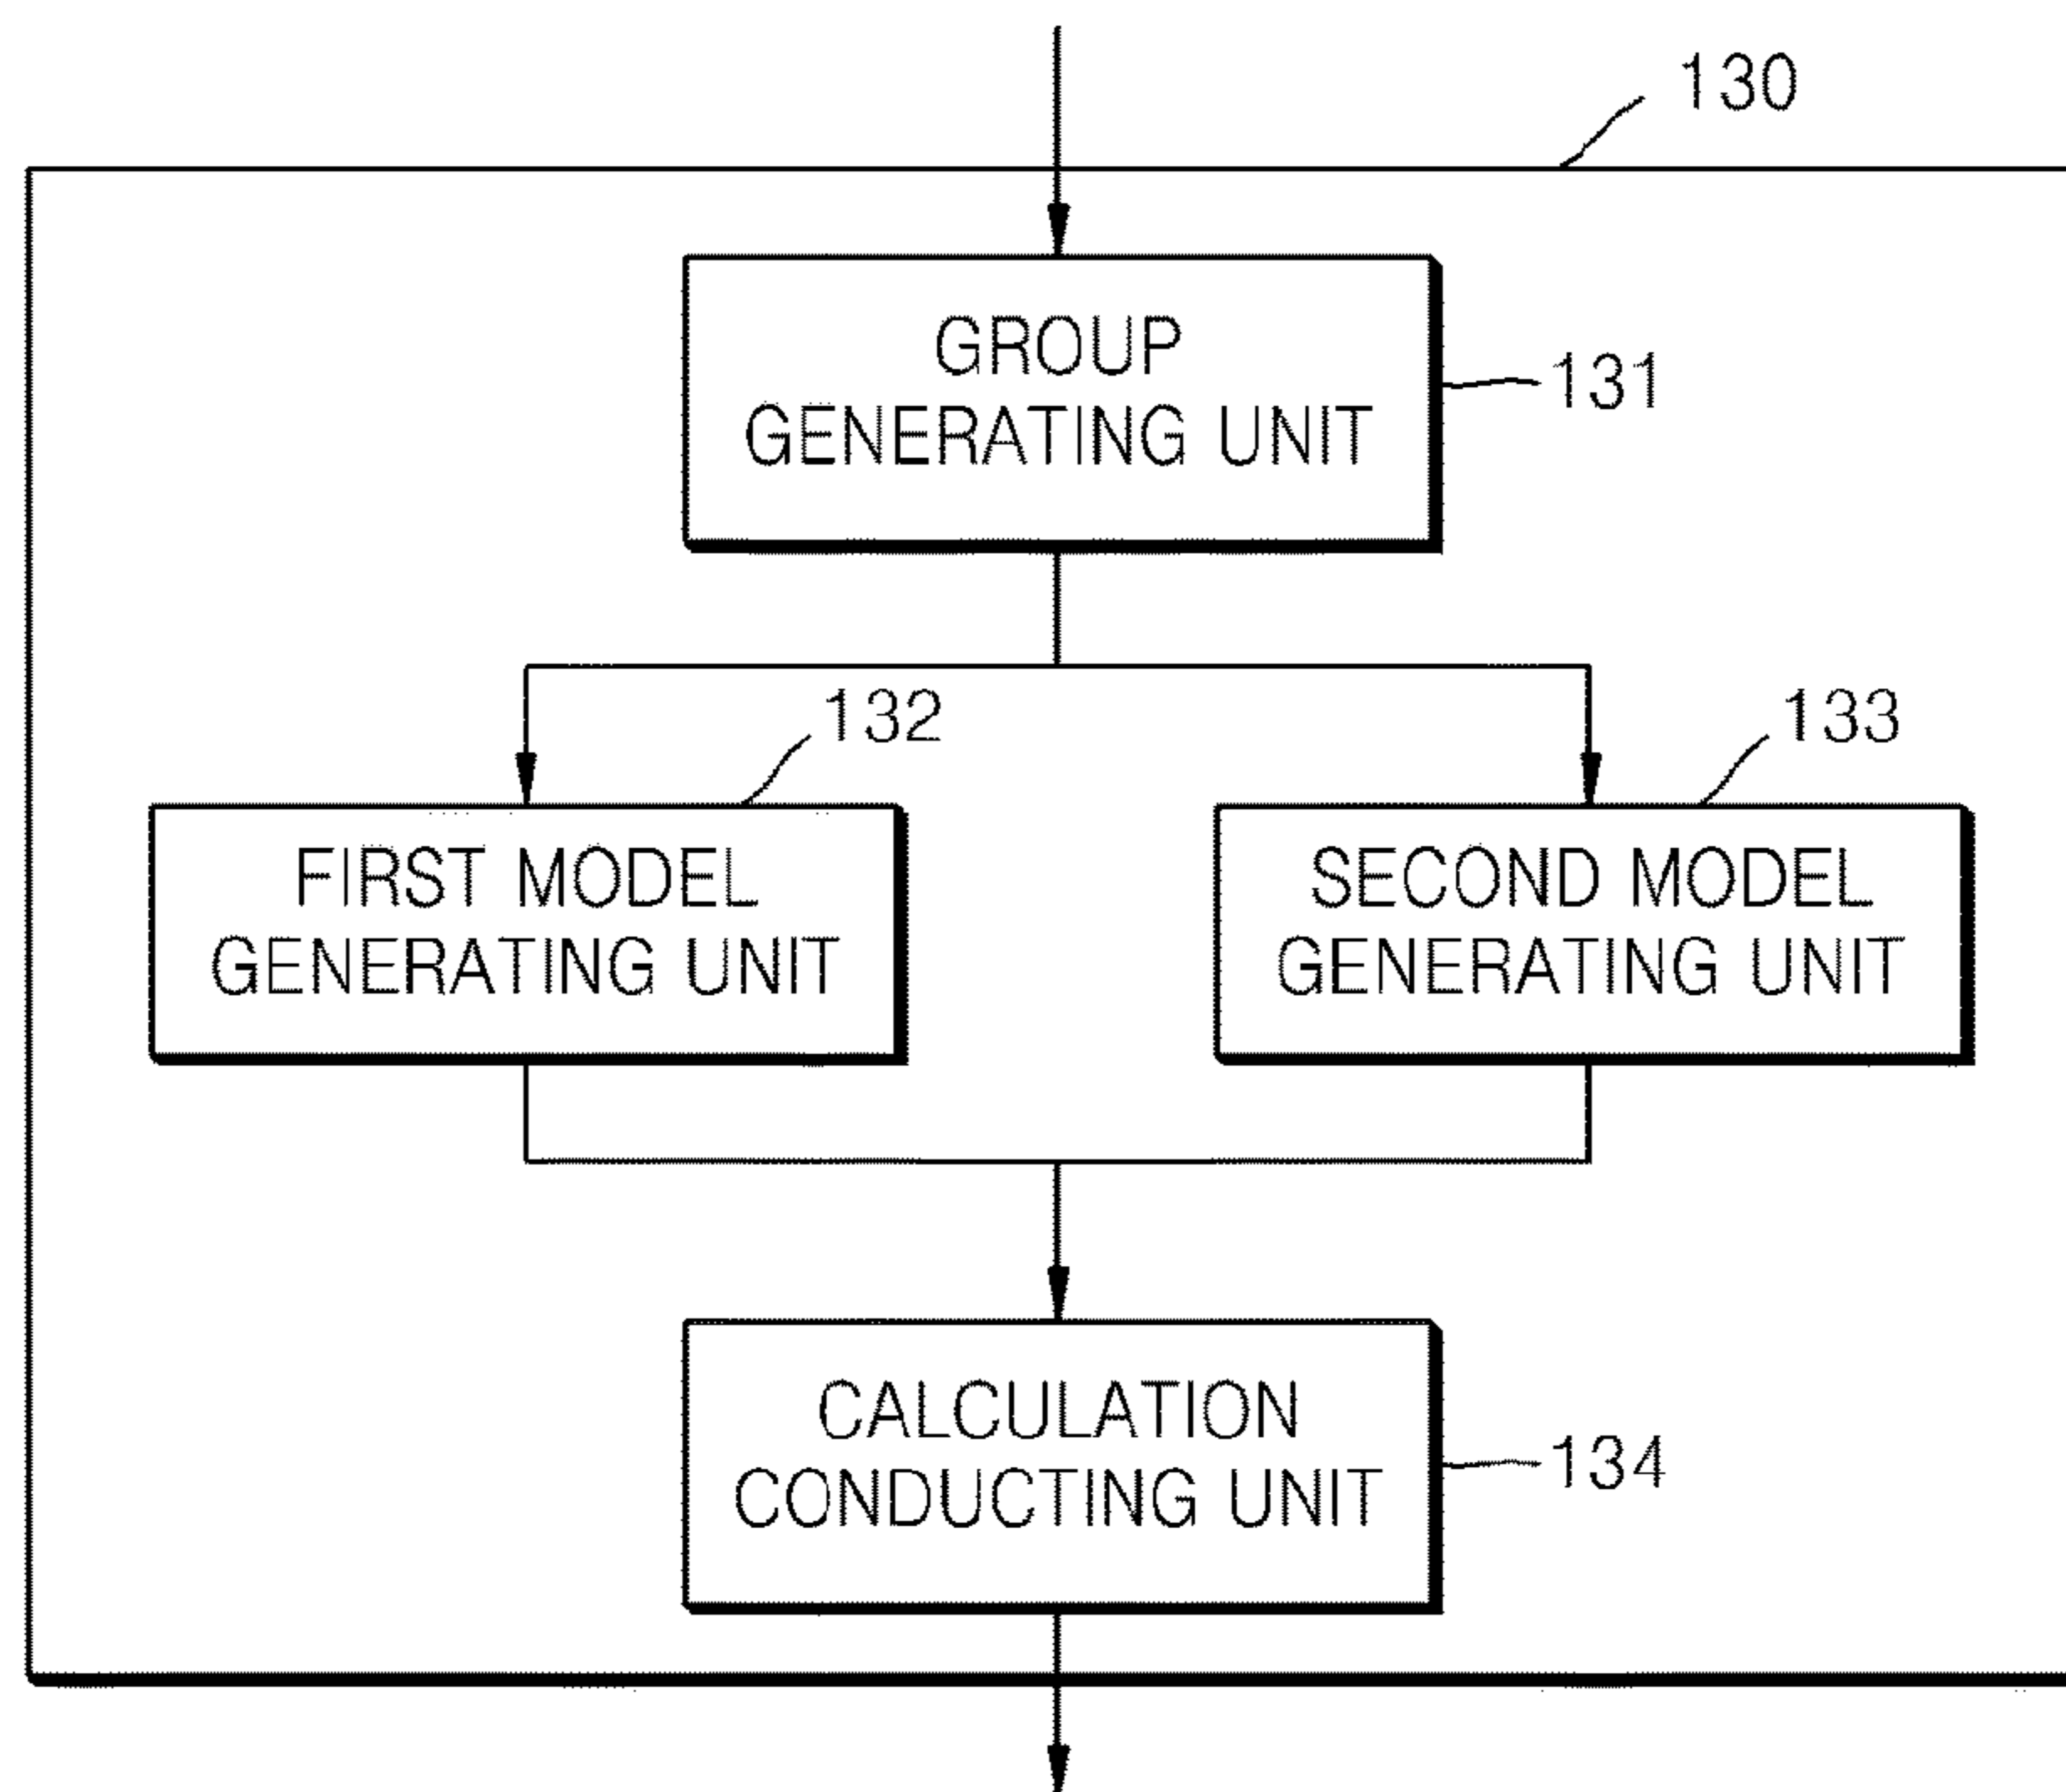 130
GROUP
GENERATING UNIT
131
132
133
FIRST MODEL
GENERATING UNIT
SECOND MODEL
GENERATING UNIT
CALCULATION
CONDUCTING UNIT
134